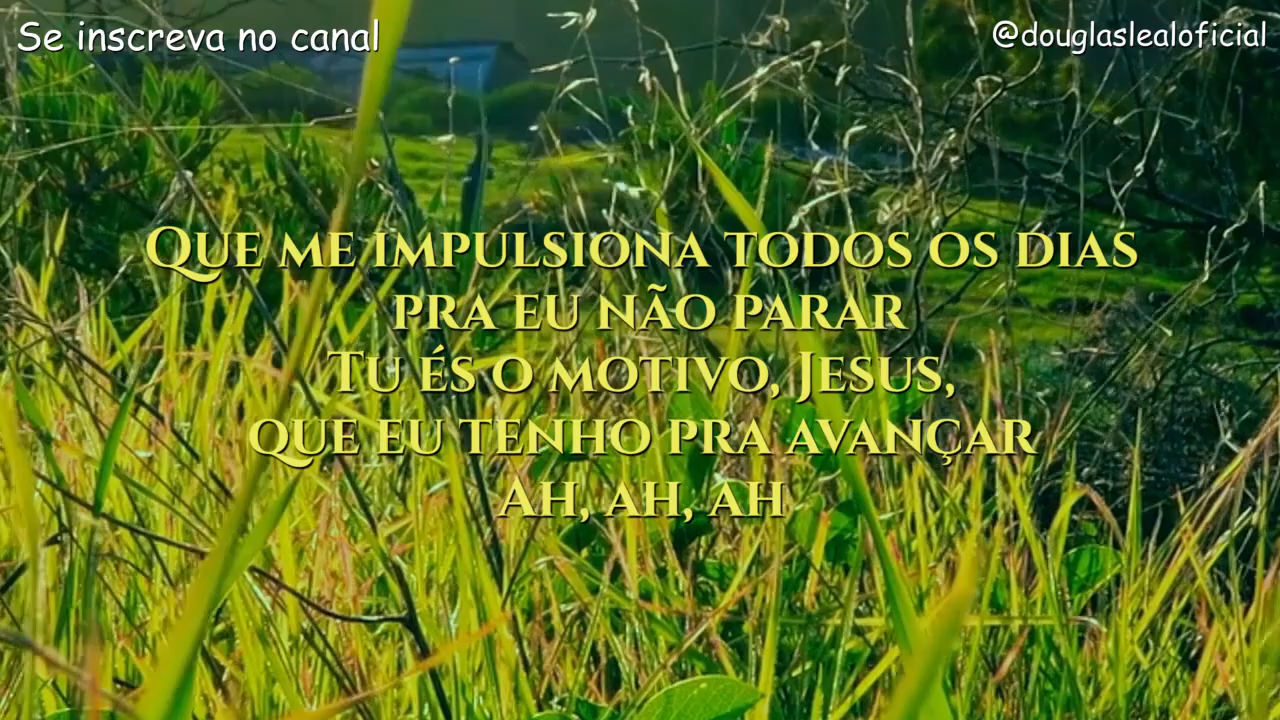 Se inscreva no canal
@douglaslealoficial
Que me impulsiona todos os dias
pra eu não parar
Tu és o motivo, Jesus,
que eu tenho pra avançar
Ah, ah, ah